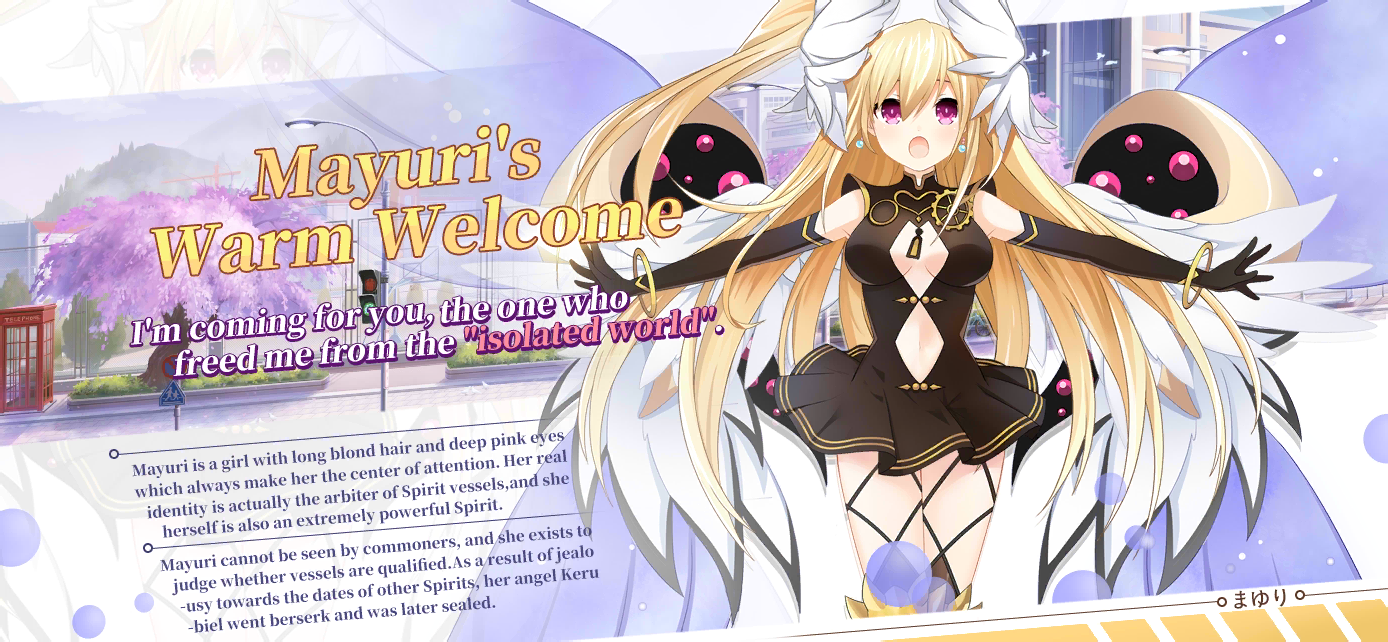 Mayuri's
Warm Welcome
I'm coming for you, the one who
freed me from the "isolated world".
TELEPHONE
Mayuri is a girl with long blond hair and deep pink eyes
which always make her the center of attention. Her real
identity is actually the arbiter of Spirit vessels,and she
herself is also an extremely powerful Spirit.
Mayuri cannot be seen by commoners, and she exists to
judge whether vessels are qualified.As a result of jealo
-usy towards the dates of other Spirits, her angel Keru
-biel went berserk and was later sealed.
まゆり